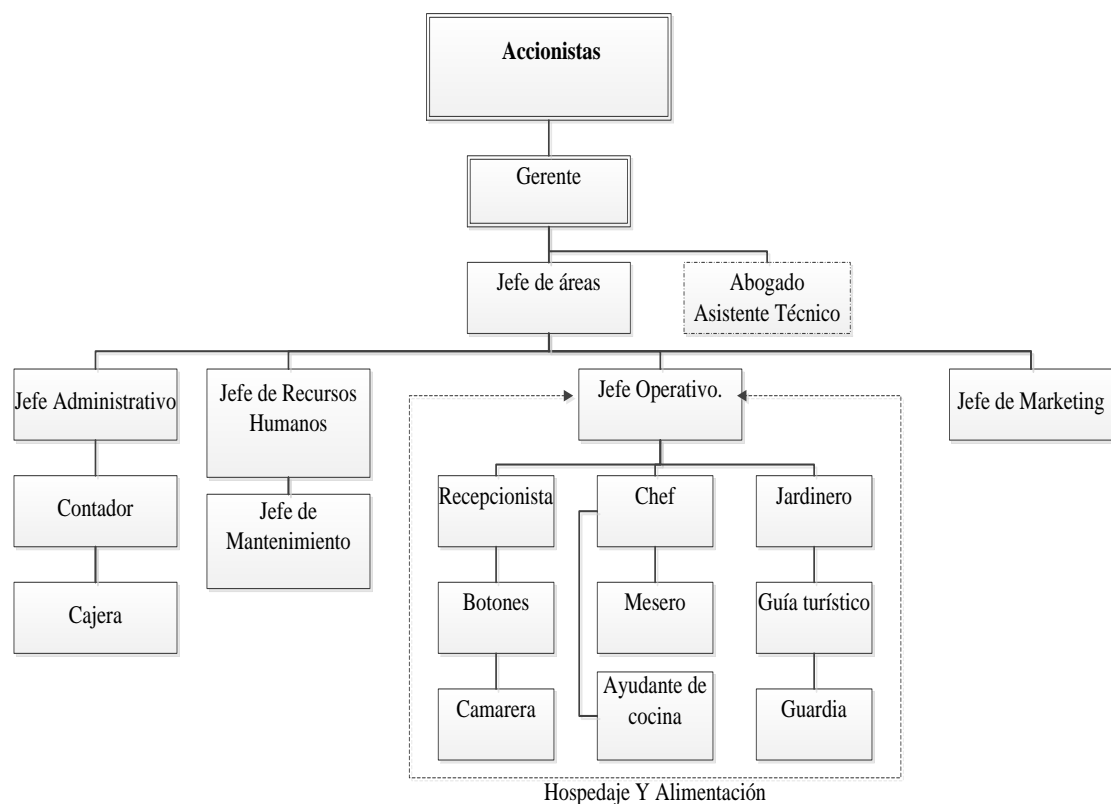 Accionistas
Gerente
Jefe de áreas
Abogado
Asistente Técnico
Jefe Administrativo
Jefe de Recursos
Humanos
Jefe Operativo.
Jefe de Marketing
Contador
Jefe de
Mantenimiento
Recepcionista
Chef
Jardinero
Cajera
Botones
Mesero
Guía turístico
Camarera
Ayudante de
cocina
Guardia
Hospedaje Y Alimentación